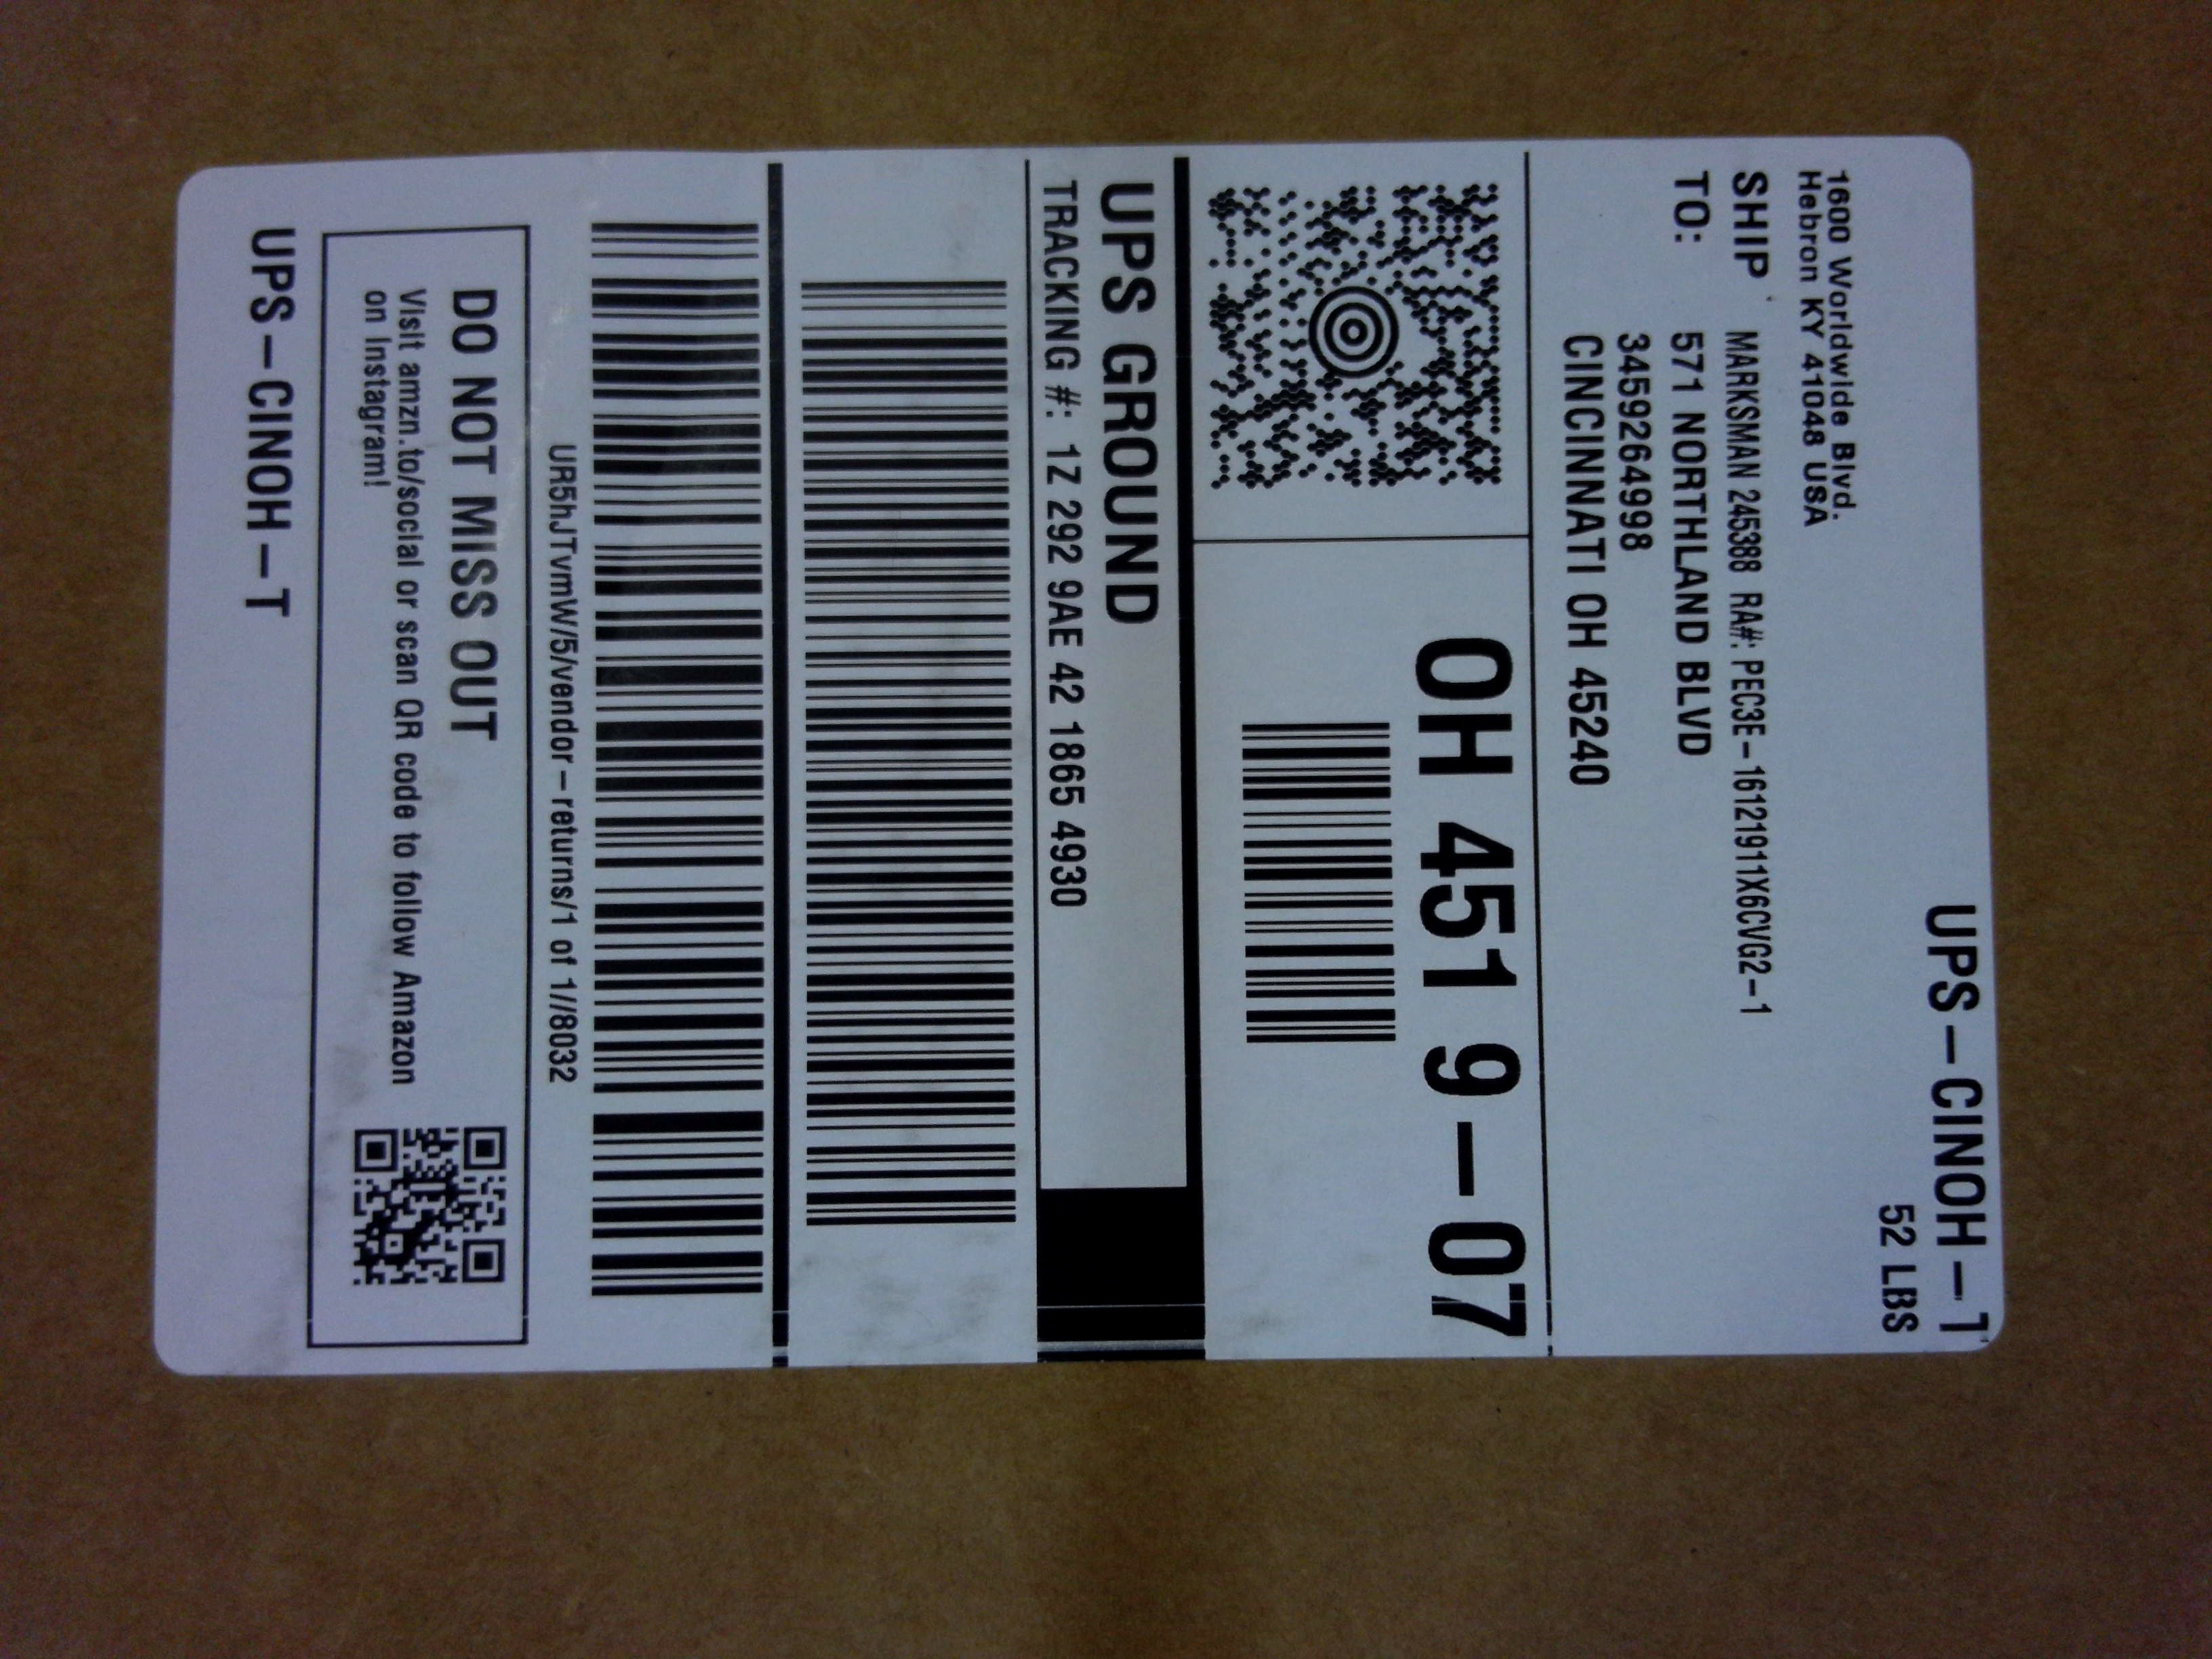 UPS-CINOH-T
52 LBS
1600 Worldwide Blvd.
Hebron KY 41048 USA
SHIP MARKSMAN 245388 RA#: PEC3E-16121911X6CVG2-1
TO: 571 NORTHLAND BLVD
3459264998
CINCINNATI OH 45240
OH 451 9-07
UPS GROUND
TRACKING #: 1Z 292 9AE 42 1865 4930
UR5hJTvmW/5/vendor-returns/1 of 1//8032
DO NOT MISS OUT
Visit amzn.to/social or scan QR code to follow Amazon
on Instagram!
UPS-CINOH-T